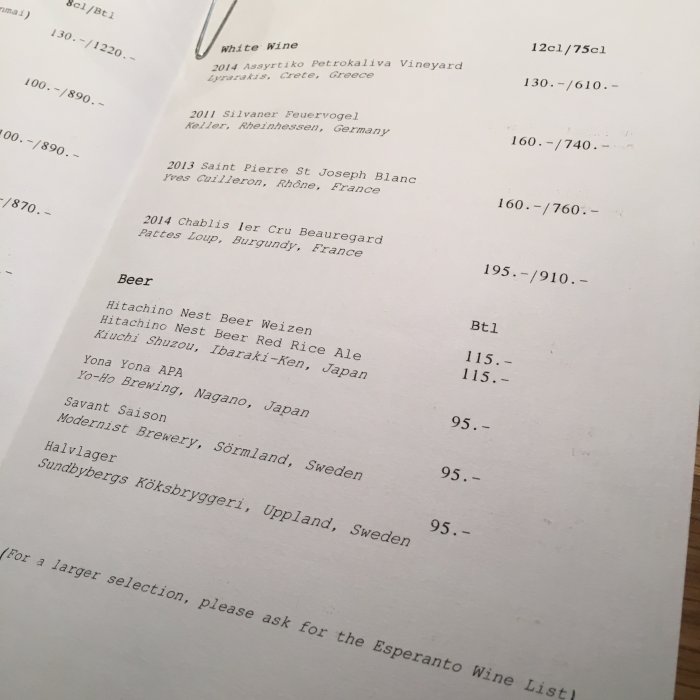 nmai)
8cl/Btl
130.-/1220.-
100.-/890.-
100.-/890.-
-/870.-
-
White Wine 12cl/75cl
2014 Assyrtiko Petrokaliva Vineyard
Lyrarakis, Crete, Greece 130.-/610.-
2011 Silvaner Feuervogel
Keller, Rheinhessen, Germany 160.-/740.-
2013 Saint Pierre St Joseph Blanc
Yves Cuilleron, Rhône, France 160.-/760.-
2014 Chablis 1er Cru Beauregard
Pattes Loup, Burgundy, France 195.-/910.-
Beer Btl
Hitachino Nest Beer Weizen 115.-
Hitachino Nest Beer Red Rice Ale 115.-
Kiuchi Shuzou, Ibaraki-Ken, Japan
Yona Yona APA 95.-
Yo-Ho Brewing, Nagano, Japan
Savant Saison 95.-
Modernist Brewery, Sörmland, Sweden
Halvlager 95.-
Sundbybergs Köksbryggeri, Uppland, Sweden
(For a larger selection, please ask for the Esperanto Wine List)